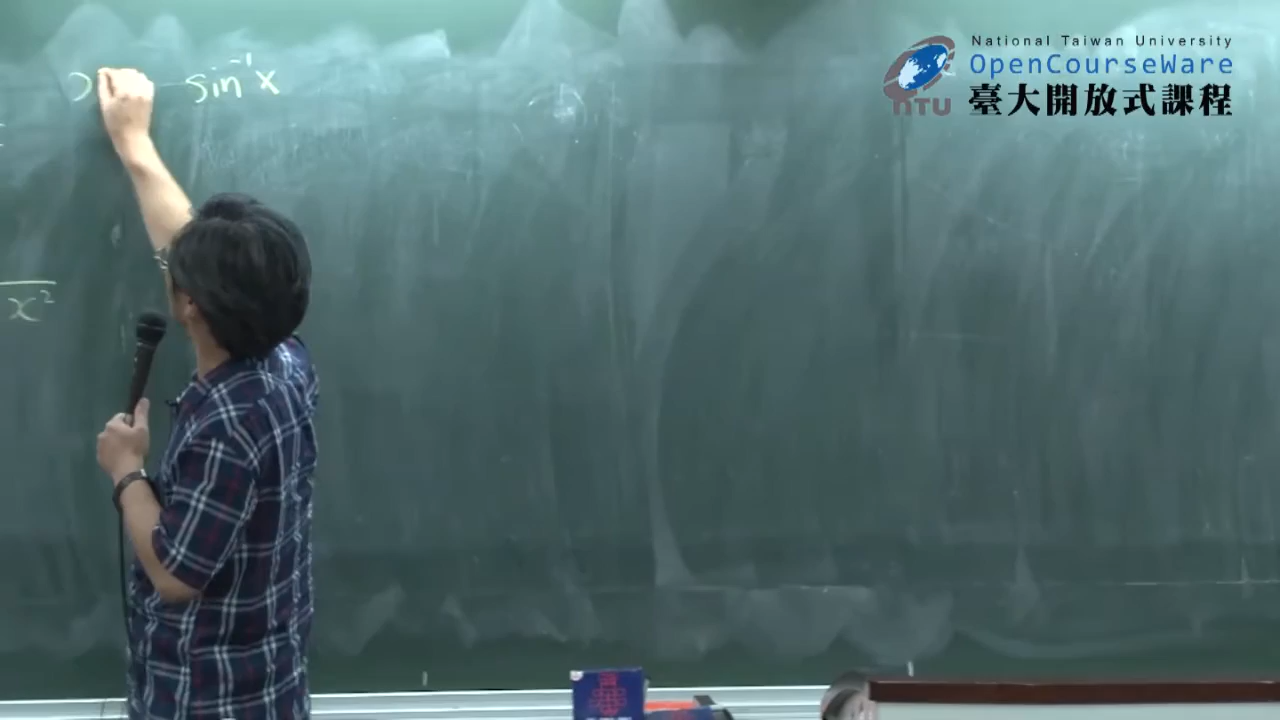 sin⁻¹x
x²
National Taiwan University
OpenCourseWare
NTU
臺大開放式課程